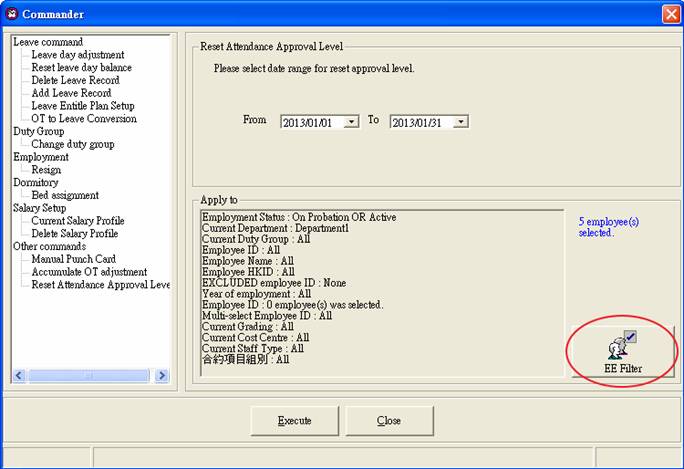 Commander
Leave command
Leave day adjustment
Reset leave day balance
Delete Leave Record
Add Leave Record
Leave Entitle Plan Setup
OT to Leave Conversion
Duty Group
Change duty group
Employment
Resign
Dormitory
Bed assignment
Salary Setup
Current Salary Profile
Delete Salary Profile
Other commands
Manual Punch Card
Accumulate OT adjustment
Reset Attendance Approval Leve
Reset Attendance Approval Level
Please select date range for reset approval level.
From 2013/01/01 To 2013/01/31
Apply to
Employment Status : On Probation OR Active
Current Department : Department1
Current Duty Group : All
Employee ID : All
Employee Name : All
Employee HKID : All
EXCLUDED employee ID : None
Year of employment : All
Employee ID : 0 employee(s) was selected.
Multi-select Employee ID : All
Current Grading : All
Current Cost Centre : All
Current Staff Type : All
合約項目組別 : All
5 employee(s)
selected.
EE Filter
Execute Close